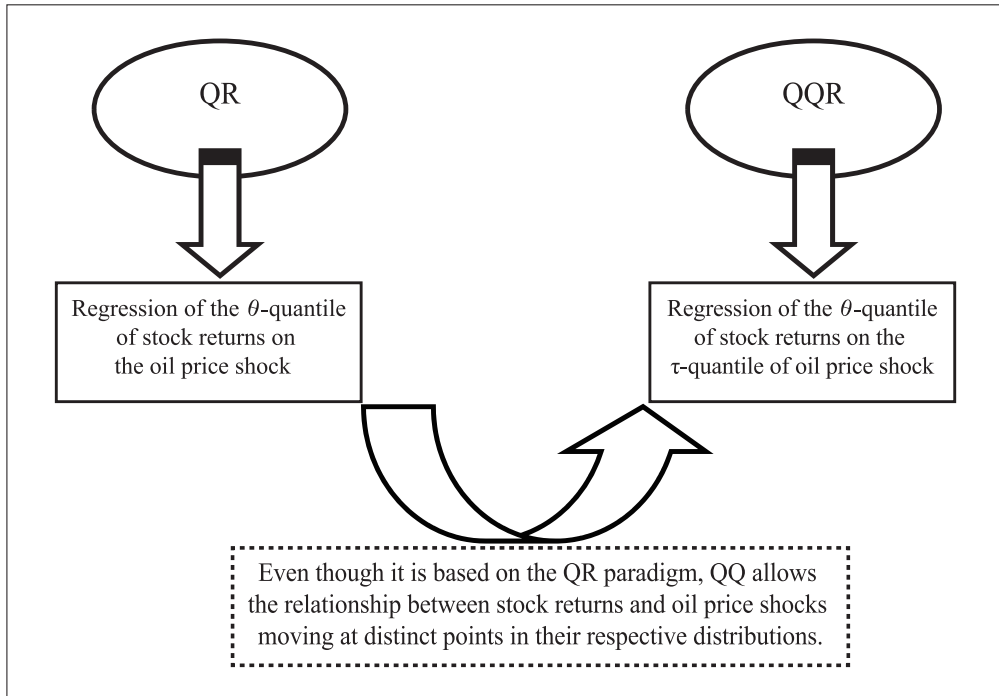 QR
QQR
Regression of the θ-quantile
of stock returns on
the oil price shock
Regression of the θ-quantile
of stock returns on the
τ-quantile of oil price shock
Even though it is based on the QR paradigm, QQ allows
the relationship between stock returns and oil price shocks
moving at distinct points in their respective distributions.